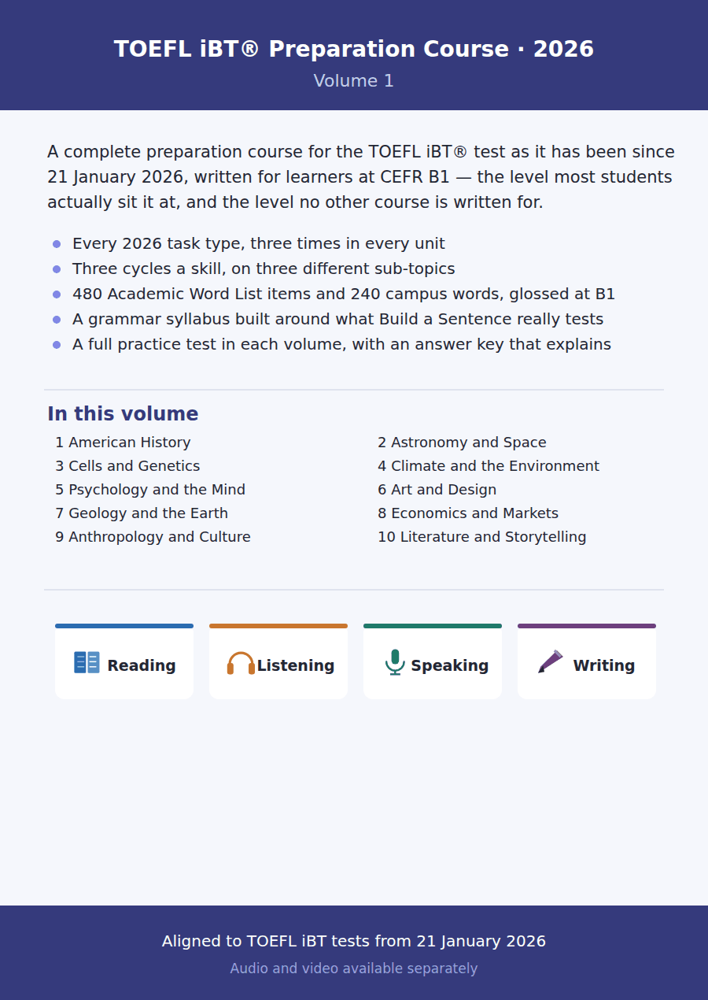 TOEFL iBT® Preparation Course · 2026
Volume 1
A complete preparation course for the TOEFL iBT® test as it has been since
21 January 2026, written for learners at CEFR B1 — the level most students
actually sit it at, and the level no other course is written for.
Every 2026 task type, three times in every unit
Three cycles a skill, on three different sub-topics
480 Academic Word List items and 240 campus words, glossed at B1
A grammar syllabus built around what Build a Sentence really tests
A full practice test in each volume, with an answer key that explains
In this volume
1 American History
2 Astronomy and Space
3 Cells and Genetics
4 Climate and the Environment
5 Psychology and the Mind
6 Art and Design
7 Geology and the Earth
8 Economics and Markets
9 Anthropology and Culture
10 Literature and Storytelling
Reading
Listening
Speaking
Writing
Aligned to TOEFL iBT tests from 21 January 2026
Audio and video available separately